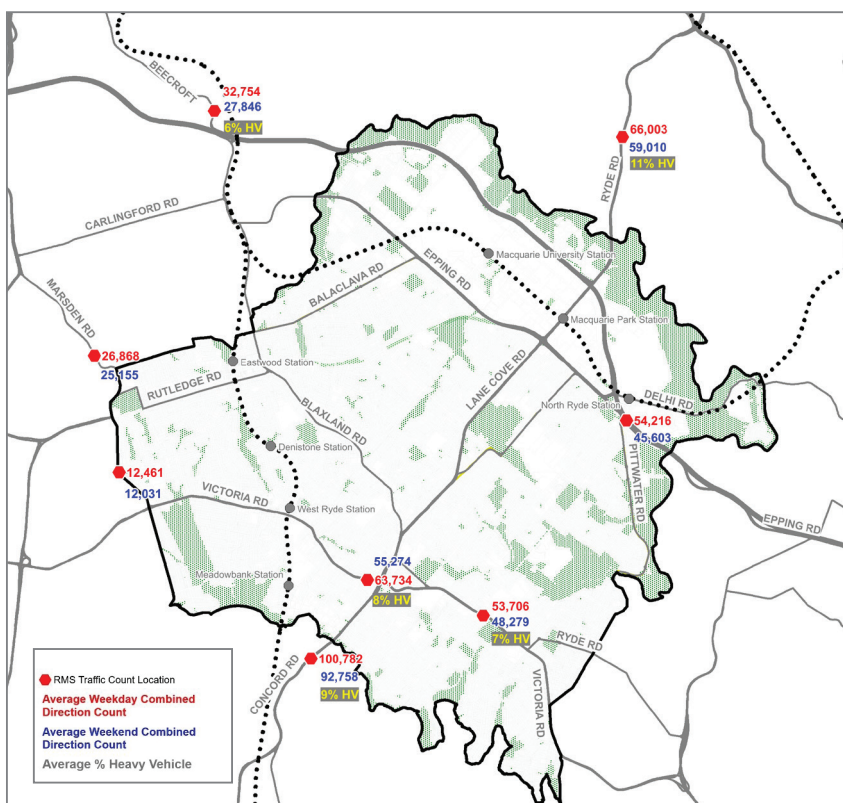 BEECROFT
32,754
27,846
6% HV
66,003
59,010
11% HV
RYDE RD
CARLINGFORD RD
EPPING RD
Macquarie University Station
BALACLAVA RD
MARSDEN RD
Macquarie Park Station
26,868
25,155
Eastwood Station
RUTLEDGE RD
LANE COVE RD
DELHI RD
North Ryde Station
BLAXLAND RD
54,216
45,603
Denistone Station
PITTWATER RD
12,461
12,031
VICTORIA RD
West Ryde Station
EPPING RD
55,274
63,734
8% HV
Meadowbank Station
53,706
48,279
7% HV
RYDE RD
CONCORD RD
100,782
92,758
9% HV
VICTORIA RD
RMS Traffic Count Location
Average Weekday Combined
Direction Count
Average Weekend Combined
Direction Count
Average % Heavy Vehicle